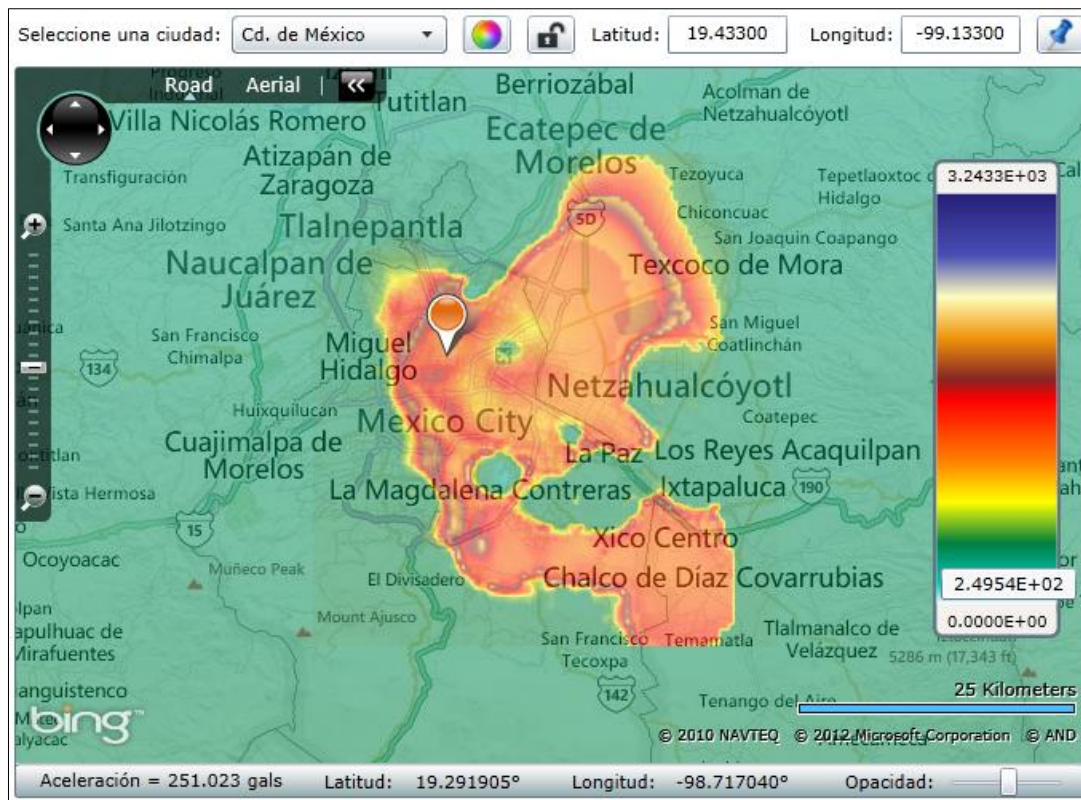 Seleccione una ciudad: Cd. de México Latitud: 19.43300 Longitud: -99.13300
Road Aerial «
Berriozábal
Tutitlan
Acolman de
Netzahualcóyotl
Villa Nicolás Romero
Ecatepec de
Morelos
Atizapán de
Zaragoza
Transfiguración
Tezoyuca
Tepetlaoxtoc
Hidalgo
3.2433E+03
Chiconcuac
5D
Santa Ana Jilotzingo
Tlalnepantla
San Joaquin Coapango
Naucalpan de
Juárez
Texcoco de Mora
San Francisco
Chimalpa
San Miguel
Coatlinchán
134
Miguel
Hidalgo
Netzahualcóyotl
Huixquilucan
Mexico City
Coatepec
Cuajimalpa de
Morelos
La Paz
Los Reyes Acaquilpan
Vista Hermosa
La Magdalena Contreras
Ixtapaluca
190
15
Xico Centro
Ocoyoacac
Muñeco Peak
El Divisadero
Chalco de Díaz Covarrubias
2.4954E+02
0.0000E+00
Mount Ajusco
San Francisco
Tecoxpa
Temamatla
Tlalmanalco de
Velázquez
5286 m (17,343 ft)
142
Tenango del Aire
25 Kilometers
bing™
© 2010 NAVTEQ © 2012 Microsoft Corporation © AND
Aceleración = 251.023 gals Latitud: 19.291905° Longitud: -98.717040° Opacidad: